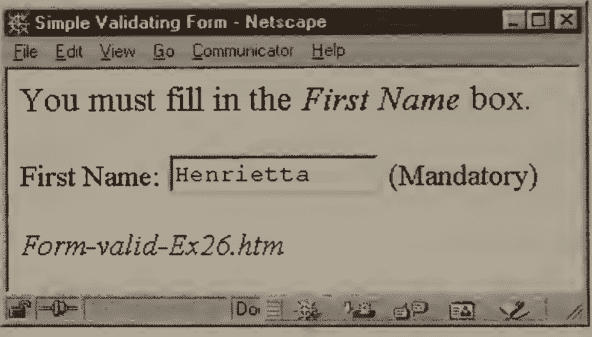 Simple Validating Form - Netscape
File Edit View Go Communicator Help
You must fill in the First Name box.
First Name: Henrietta (Mandatory)
Form-valid-Ex26.htm